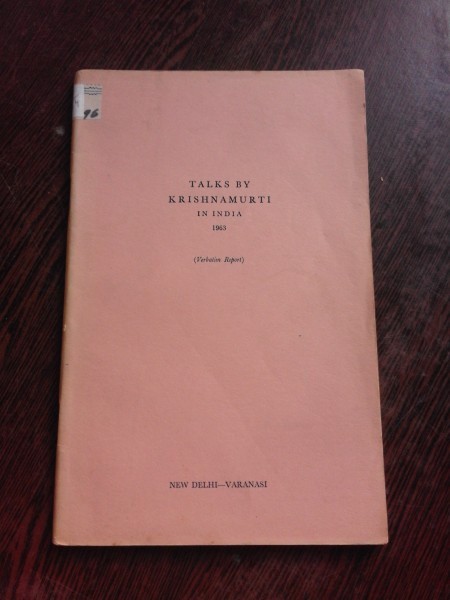 96
TALKS BY
KRISHNAMURTI
IN INDIA
1963
(Verbatim Report)
NEW DELHI—VARANASI